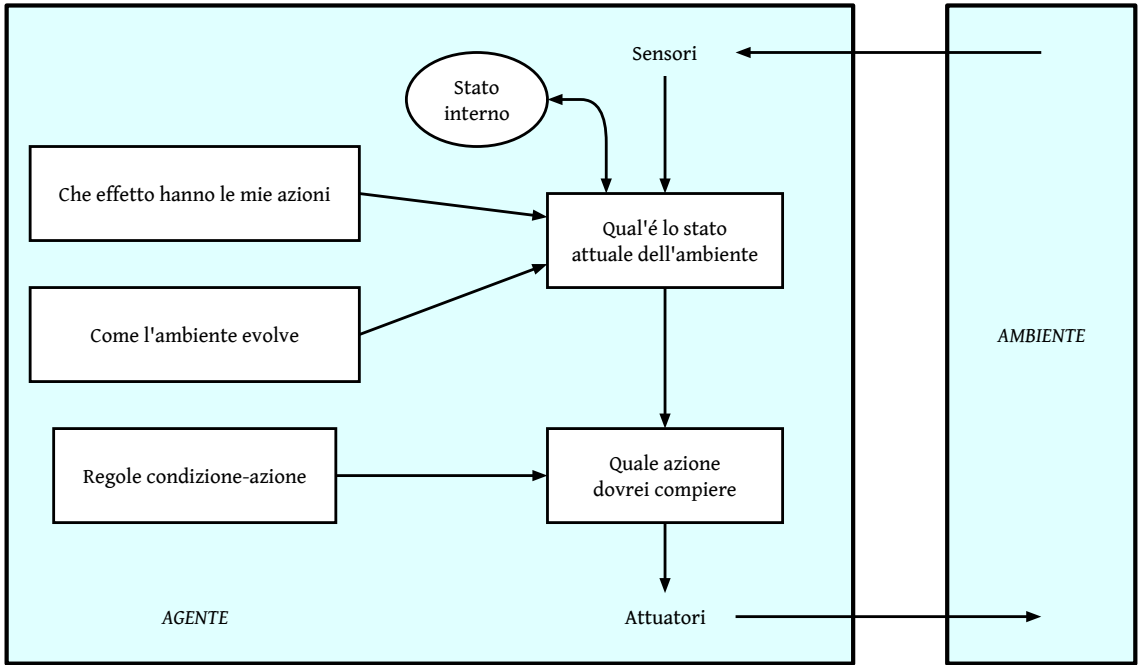 Sensori
Stato
interno
Che effetto hanno le mie azioni
Qual'é lo stato
attuale dell'ambiente
Come l'ambiente evolve
AMBIENTE
Regole condizione-azione
Quale azione
dovrei compiere
AGENTE
Attuatori